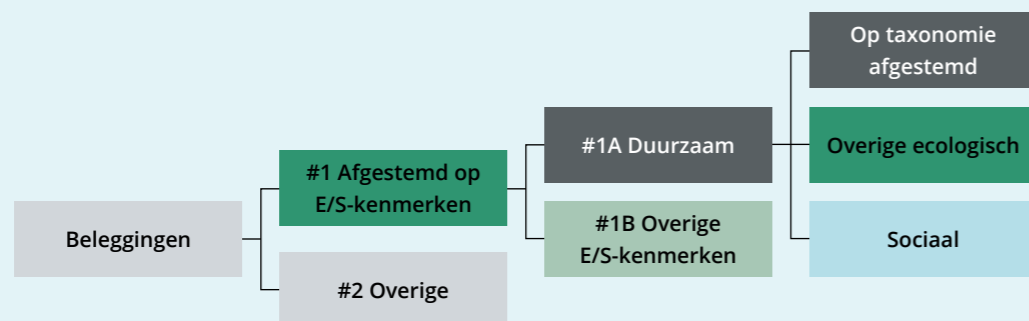 Beleggingen
#1 Afgestemd op
E/S-kenmerken
#2 Overige
#1A Duurzaam
#1B Overige
E/S-kenmerken
Op taxonomie
afgestemd
Overige ecologisch
Sociaal